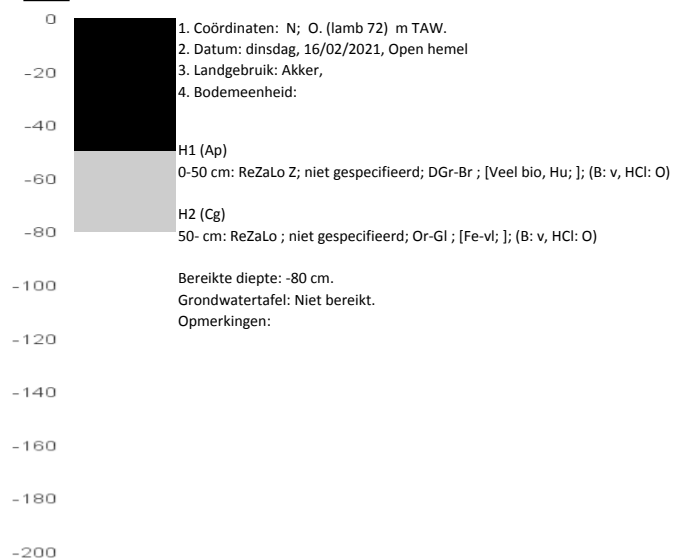 0
-20
-40
-60
-80
-100
-120
-140
-160
-180
-200
1. Coördinaten: N; O. (lamb 72) m TAW.
2. Datum: dinsdag, 16/02/2021, Open hemel
3. Landgebruik: Akker,
4. Bodemeenheid:
H1 (Ap)
0-50 cm: ReZaLo Z; niet gespecifieerd; DGr-Br ; [Veel bio, Hu; ]; (B: v, HCl: O)
H2 (Cg)
50- cm: ReZaLo ; niet gespecifieerd; Or-Gl ; [Fe-vl; ]; (B: v, HCl: O)
Bereikte diepte: -80 cm.
Grondwatertafel: Niet bereikt.
Opmerkingen: